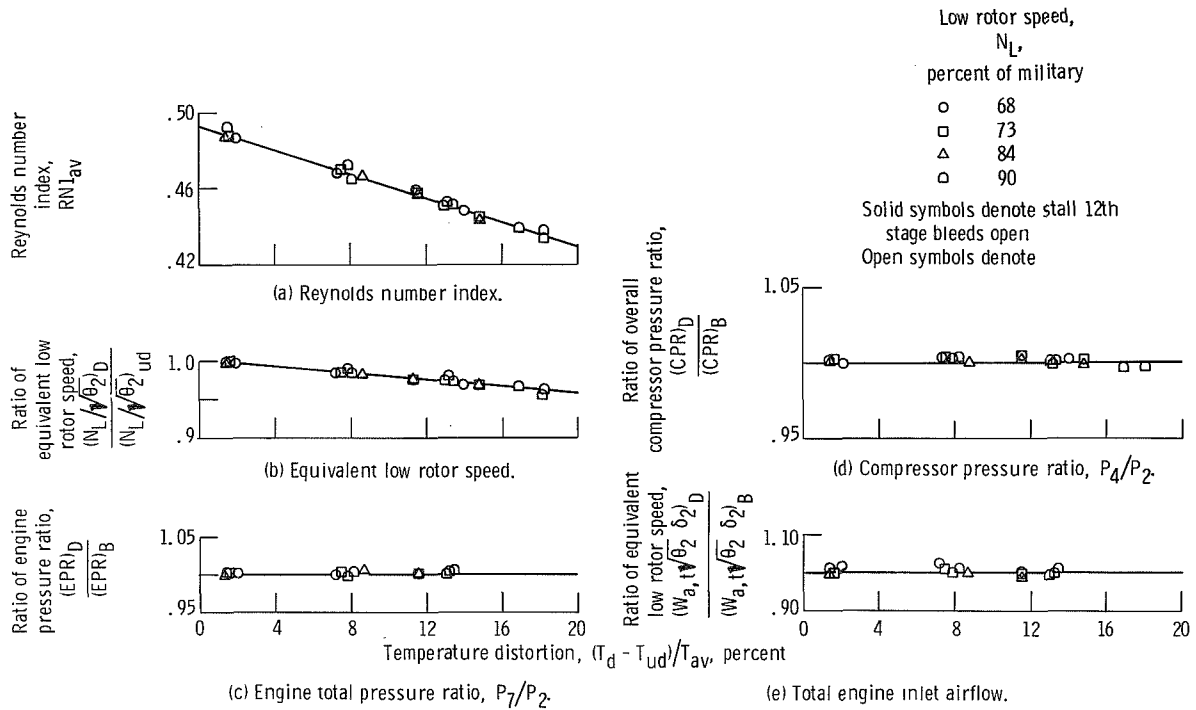 Low rotor speed,
N_L,
percent of military
○ 68
□ 73
△ 84
⌓ 90
Solid symbols denote stall 12th
stage bleeds open
Open symbols denote
Reynolds number
index,
RN1_av
.50
.46
.42
(a) Reynolds number index.
Ratio of
equivalent low
rotor speed,
(N_L/√θ_2)_D
(N_L/√θ_2)_ud
1.0
.9
(b) Equivalent low rotor speed.
Ratio of engine
pressure ratio,
(EPR)_D
(EPR)_B
1.05
.95
0 4 8 12 16 20
(c) Engine total pressure ratio, P_7/P_2.
Ratio of overall
compressor pressure ratio,
(CPR)_D
(CPR)_B
1.05
.95
(d) Compressor pressure ratio, P_4/P_2.
Ratio of equivalent
low rotor speed,
(W_a,t√θ_2 δ_2)_D
(W_a,t√θ_2 δ_2)_B
1.10
.90
0 4 8 12 16 20
Temperature distortion, (T_d - T_ud)/T_av, percent
(e) Total engine inlet airflow.